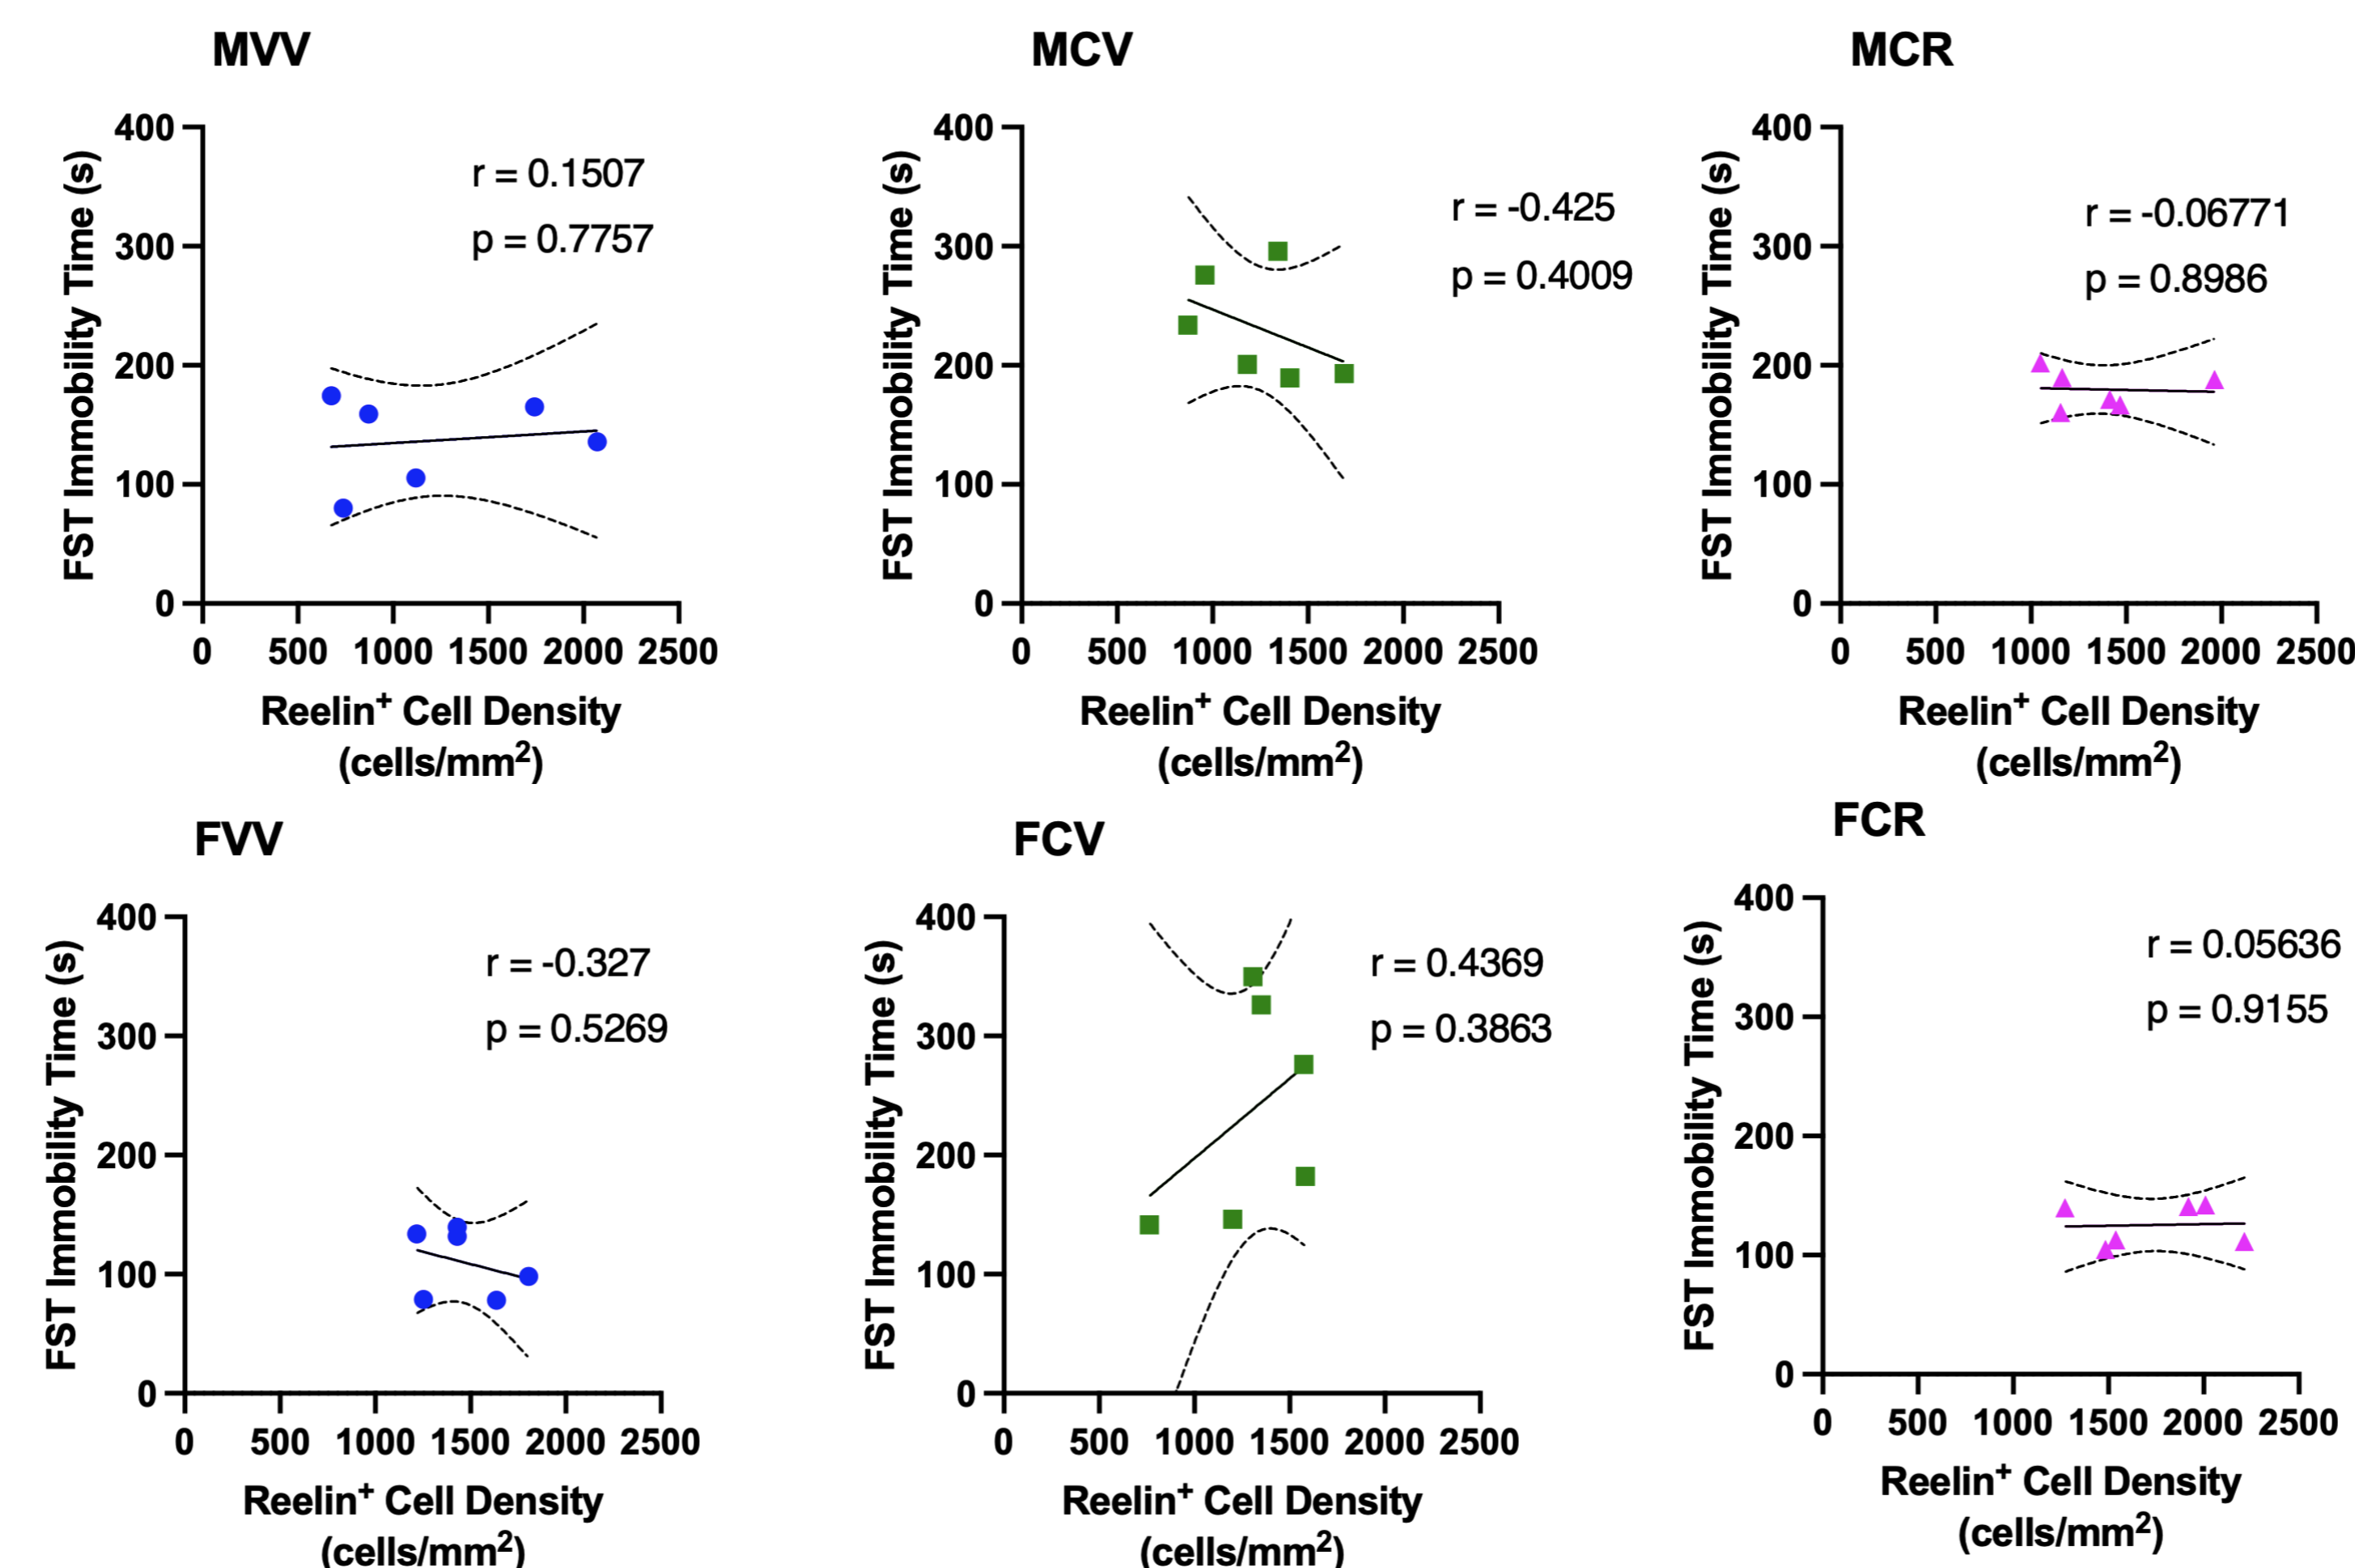 MVV
400
300
200
100
0
FST Immobility Time (s)
r = 0.1507
p = 0.7757
0 500 1000 1500 2000 2500
Reelin⁺ Cell Density
(cells/mm²)
MCV
400
300
200
100
0
FST Immobility Time (s)
r = -0.425
p = 0.4009
0 500 1000 1500 2000 2500
Reelin⁺ Cell Density
(cells/mm²)
MCR
400
300
200
100
0
FST Immobility Time (s)
r = -0.06771
p = 0.8986
0 500 1000 1500 2000 2500
Reelin⁺ Cell Density
(cells/mm²)
FVV
400
300
200
100
0
FST Immobility Time (s)
r = -0.327
p = 0.5269
0 500 1000 1500 2000 2500
Reelin⁺ Cell Density
(cells/mm²)
FCV
400
300
200
100
0
FST Immobility Time (s)
r = 0.4369
p = 0.3863
0 500 1000 1500 2000 2500
Reelin⁺ Cell Density
(cells/mm²)
FCR
400
300
200
100
0
FST Immobility Time (s)
r = 0.05636
p = 0.9155
0 500 1000 1500 2000 2500
Reelin⁺ Cell Density
(cells/mm²)